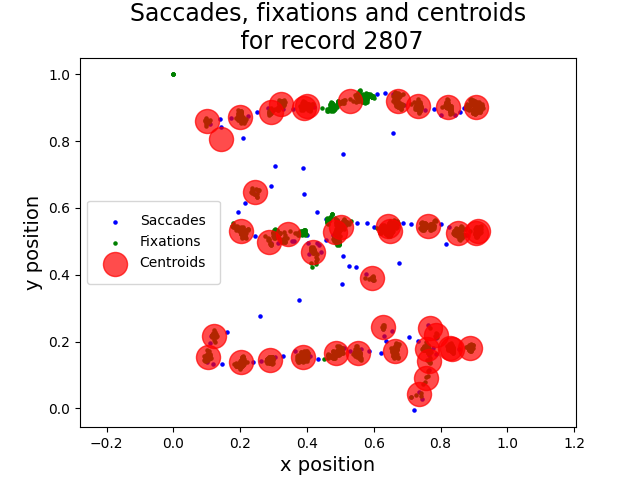 Saccades, fixations and centroids
for record 2807
1.0
0.8
0.6
0.4
0.2
0.0
y position
Saccades
Fixations
Centroids
−0.2
0.0
0.2
0.4
0.6
0.8
1.0
1.2
x position